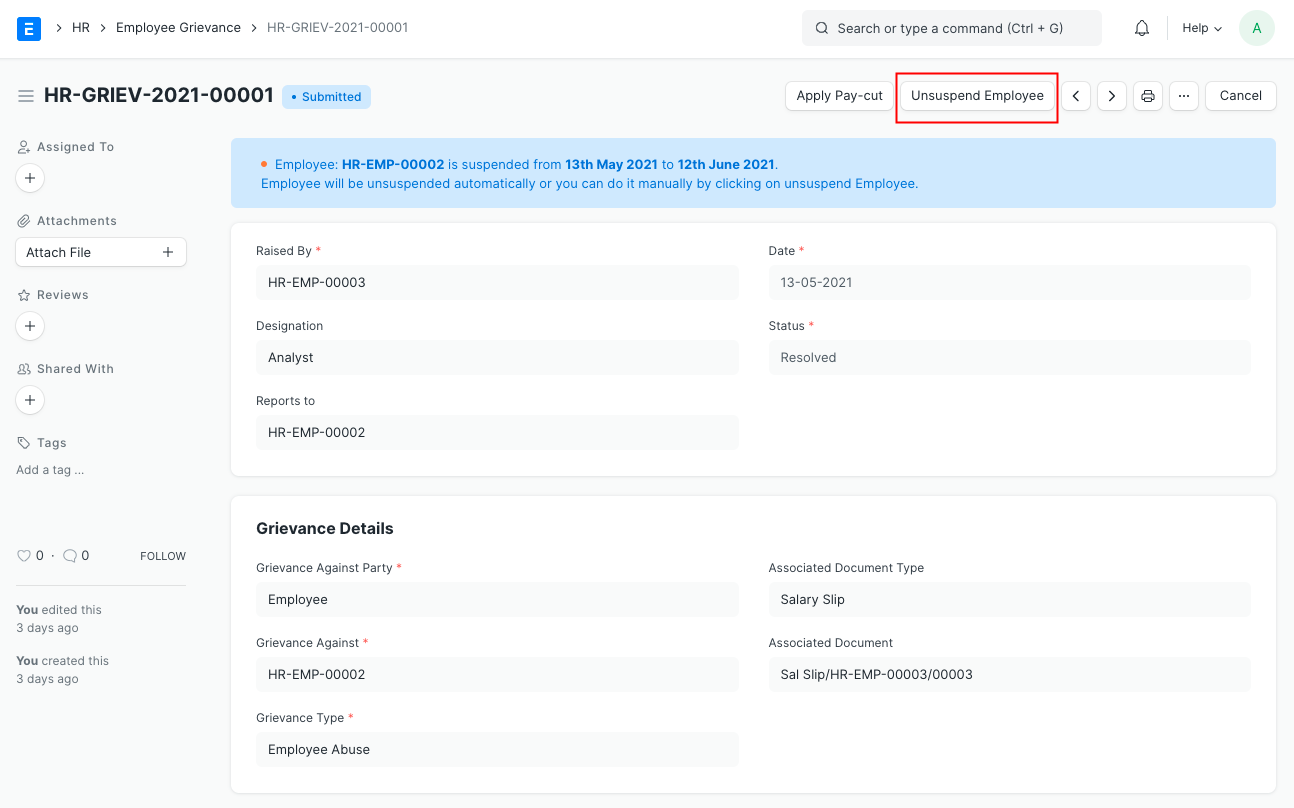 E HR Employee Grievance HR-GRIEV-2021-00001 Search or type a command (Ctrl + G) Help A
HR-GRIEV-2021-00001 • Submitted Apply Pay-cut Unsuspend Employee ... Cancel
Assigned To
+
Attachments
Attach File +
Reviews
+
Shared With
+
Tags
Add a tag ...
0 · 0 FOLLOW
You edited this
3 days ago
You created this
3 days ago
Employee: HR-EMP-00002 is suspended from 13th May 2021 to 12th June 2021.
Employee will be unsuspended automatically or you can do it manually by clicking on unsuspend Employee.
Raised By *
HR-EMP-00003
Date *
13-05-2021
Designation
Analyst
Status *
Resolved
Reports to
HR-EMP-00002
Grievance Details
Grievance Against Party *
Employee
Associated Document Type
Salary Slip
Grievance Against *
HR-EMP-00002
Associated Document
Sal Slip/HR-EMP-00003/00003
Grievance Type *
Employee Abuse